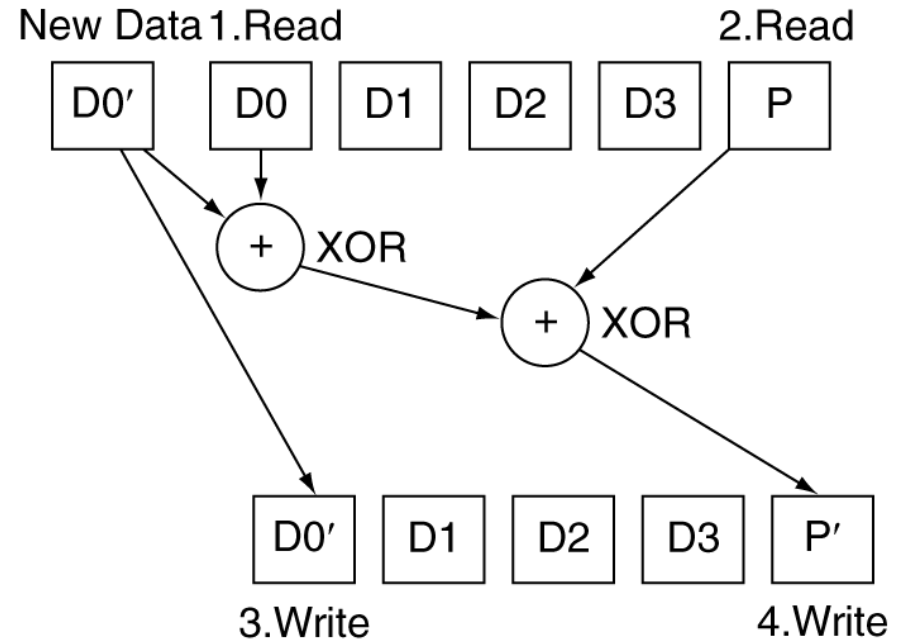 New Data 1.Read 2.Read
D0′ D0 D1 D2 D3 P
+ XOR
+ XOR
D0′ D1 D2 D3 P′
3.Write 4.Write